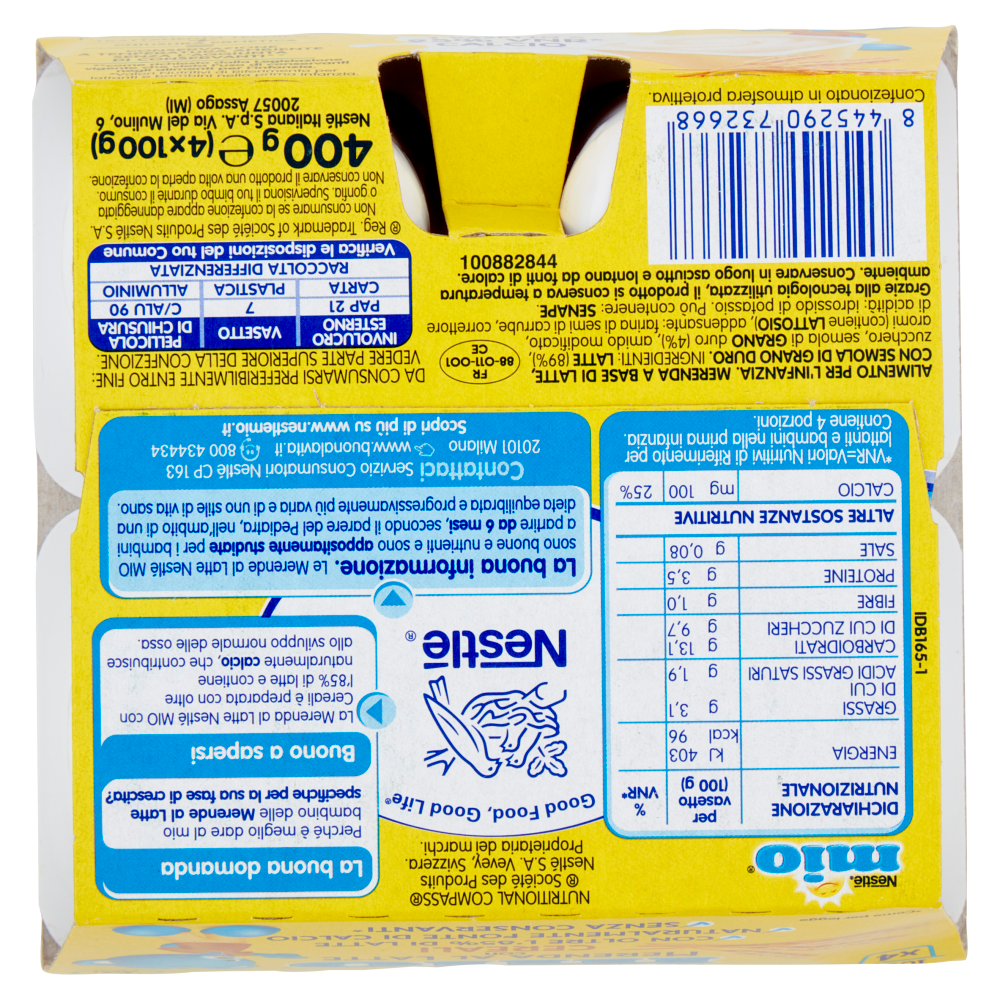 x4
MERENDA AL LATTE
CON OLTRE L'85% DI LATTE
NATURALMENTE FONTE DI CALCIO
SENZA CONSERVANTI*
Nestlé
mio®
NUTRITIONAL COMPASS®
® Société des Produits
Nestlé S.A. Vevey, Svizzera.
Proprietaria dei marchi.
DICHIARAZIONE
NUTRIZIONALE
per
vasetto
(100 g)
%
VNR*
ENERGIA kJ 403
kcal 96
GRASSI g 3,1
DI CUI
ACIDI GRASSI SATURI g 1,9
CARBOIDRATI g 13,1
DI CUI ZUCCHERI g 9,7
FIBRE g 1,0
PROTEINE g 3,5
SALE g 0,08
ALTRE SOSTANZE NUTRITIVE
CALCIO mg 100 25%
*VNR=Valori Nutritivi di Riferimento per
lattanti e bambini nella prima infanzia.
Contiene 4 porzioni.
IDB165-1
Good Food, Good Life®
Nestlé®
La buona domanda
Perché è meglio dare al mio
bambino delle Merende al Latte
specifiche per la sua fase di crescita?
Buono a sapersi
La Merenda al Latte Nestlé MIO con
Cereali è preparata con oltre
l'85% di latte e contiene
naturalmente calcio, che contribuisce
allo sviluppo normale delle ossa.
La buona informazione. Le Merende al Latte Nestlé MIO
sono buone e nutrienti e sono appositamente studiate per i bambini
a partire da 6 mesi, secondo il parere del Pediatra, nell'ambito di una
dieta equilibrata e progressivamente più varia e di uno stile di vita sano.
Contattaci Servizio Consumatori Nestlé CP 163
20101 Milano www.buonalavita.it 800 434434
Scopri di più su www.nestlemio.it
ALIMENTO PER L'INFANZIA. MERENDA A BASE DI LATTE,
CON SEMOLA DI GRANO DURO. INGREDIENTI: LATTE (89%),
zucchero, semola di GRANO duro (4%), amido modificato,
aromi (contiene LATTOSIO), addensante: farina di semi di carrube, correttore
di acidità: idrossido di potassio. Può contenere: SENAPE.
Grazie alla tecnologia utilizzata, il prodotto si conserva a temperatura
ambiente. Conservare in luogo asciutto e lontano da fonti di calore.
FR
88-011-001
CE
100882844
DA CONSUMARSI PREFERIBILMENTE ENTRO FINE:
VEDERE PARTE SUPERIORE DELLA CONFEZIONE.
INVOLUCRO
ESTERNO
VASETTO
PELLICOLA
DI CHIUSURA
PAP 21 7 C/ALU 90
CARTA PLASTICA ALLUMINIO
RACCOLTA DIFFERENZIATA
Verifica le disposizioni del tuo Comune
® Reg. Trademark of Société des Produits Nestlé S.A.
Non consumare se la confezione appare danneggiata
o gonfia. Supervisiona il tuo bimbo durante il consumo.
Non conservare il prodotto una volta aperta la confezione.
400 g e (4x100g)
Nestlé Italiana S.p.A. Via del Mulino, 6
20057 Assago (MI)
8 445290 732668
Confezionato in atmosfera protettiva.